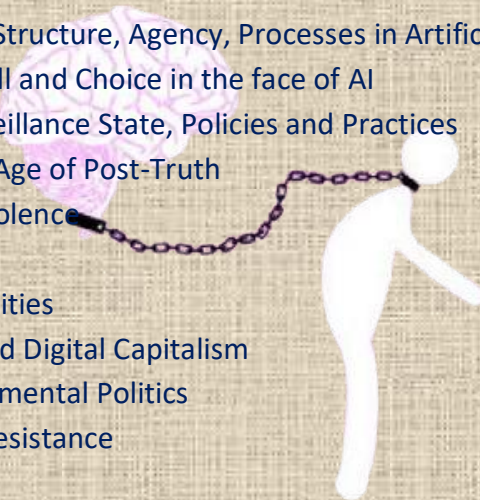 Structure, Agency, Processes in Artific
ll and Choice in the face of AI
eillance State, Policies and Practices
Age of Post-Truth
olence
ities
d Digital Capitalism
mental Politics
esistance